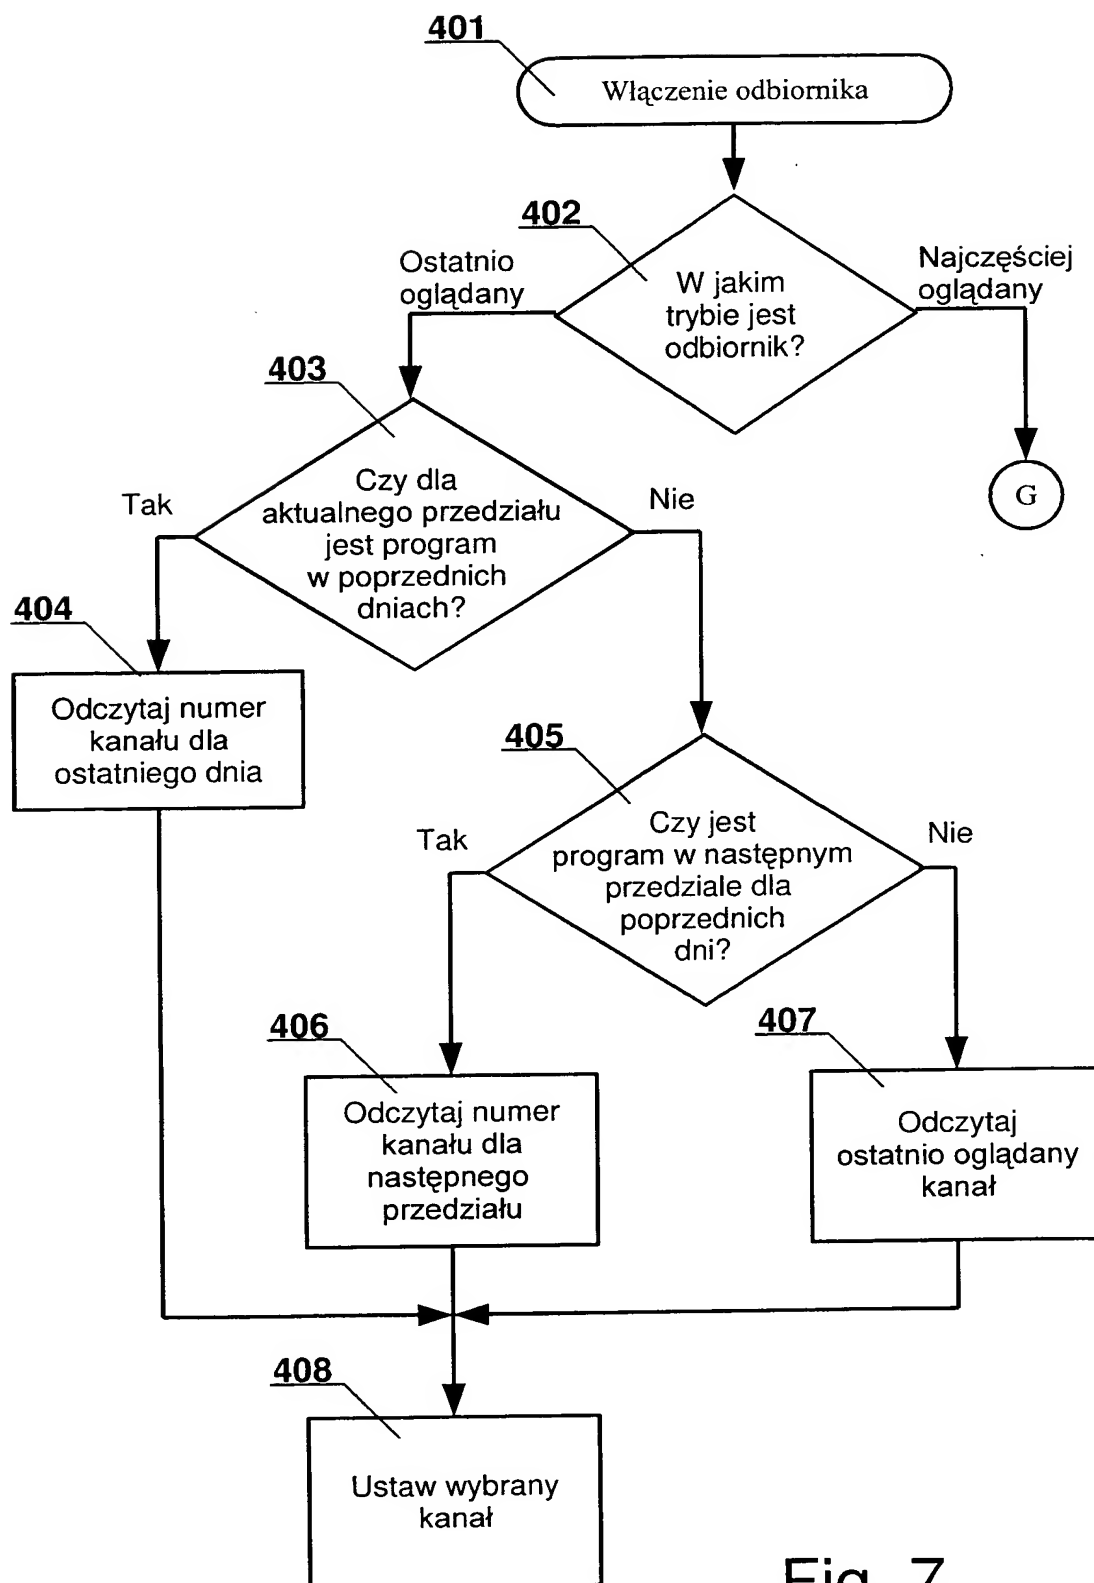 401
Włączenie odbiornika
402
Ostatnio
oglądany
Najczęściej
oglądany
W jakim
trybie jest
odbiornik?
403
G
Czy dla
aktualnego przedziału
jest program
w poprzednich
dniach?
Tak
Nie
404
Odczytaj numer
kanału dla
ostatniego dnia
405
Czy jest
program w następnym
przedziale dla
poprzednich
dni?
Tak
Nie
406
Odczytaj numer
kanału dla
następnego
przedziału
407
Odczytaj
ostatnio oglądany
kanał
408
Ustaw wybrany
kanał
Fig. 7